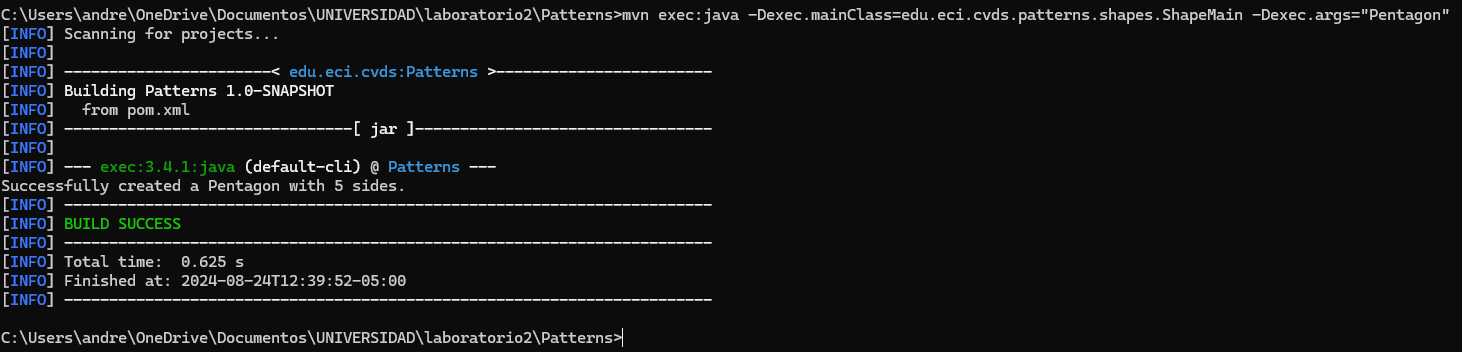 C:\Users\andre\OneDrive\Documentos\UNIVERSIDAD\laboratorio2\Patterns>mvn exec:java -Dexec.mainClass=edu.eci.cvds.patterns.shapes.ShapeMain -Dexec.args="Pentagon"
[INFO] Scanning for projects...
[INFO]
[INFO] -----------------------< edu.eci.cvds:Patterns >------------------------
[INFO] Building Patterns 1.0-SNAPSHOT
[INFO]   from pom.xml
[INFO] --------------------------------[ jar ]---------------------------------
[INFO]
[INFO] --- exec:3.4.1:java (default-cli) @ Patterns ---
Successfully created a Pentagon with 5 sides.
[INFO] ------------------------------------------------------------------------
[INFO] BUILD SUCCESS
[INFO] ------------------------------------------------------------------------
[INFO] Total time:  0.625 s
[INFO] Finished at: 2024-08-24T12:39:52-05:00
[INFO] ------------------------------------------------------------------------
C:\Users\andre\OneDrive\Documentos\UNIVERSIDAD\laboratorio2\Patterns>